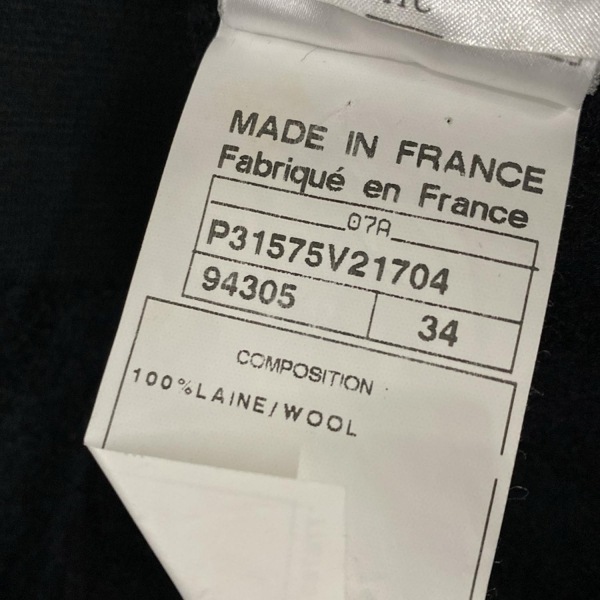 MADE IN FRANCE
Fabriqué en France
07A
P31575V21704
94305 34
COMPOSITION
100%LAINE/WOOL